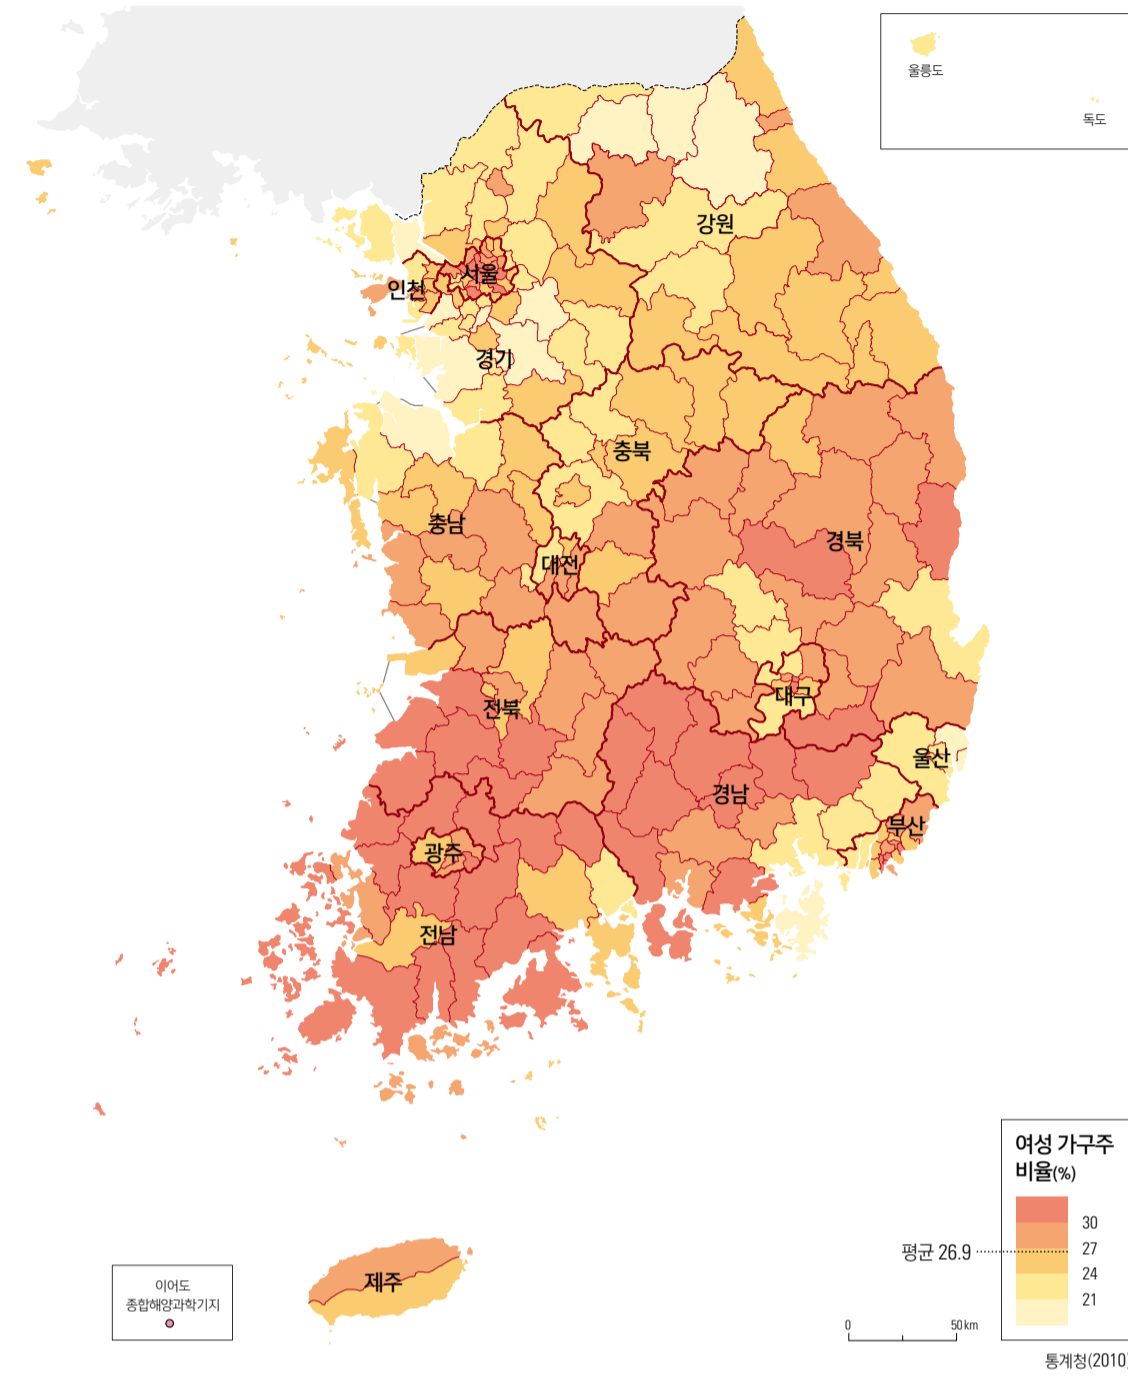 울릉도
독도
강원
서울
인천
경기
충북
충남
경북
대전
대구
전북
울산
경남
부산
광주
전남
제주
이어도
종합해양과학기지
여성 가구주
비율(%)
30
평균 26.9
27
24
21
0
50 km
통계청(2010)